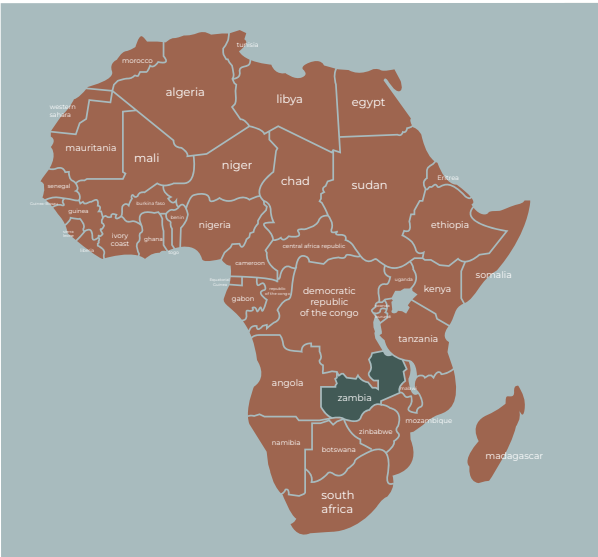 tunisia
morocco
algeria
libya
egypt
western
sahara
mauritania
mali
niger
chad
sudan
Eritrea
senegal
guinea
burkina faso
benin
nigeria
ivory
coast
ghana
togo
ethiopia
central africa republic
cameroon
somalia
uganda
kenya
gabon
republic
of the congo
democratic
republic
of the congo
tanzania
angola
zambia
mozambique
zimbabwe
namibia
botswana
madagascar
south
africa